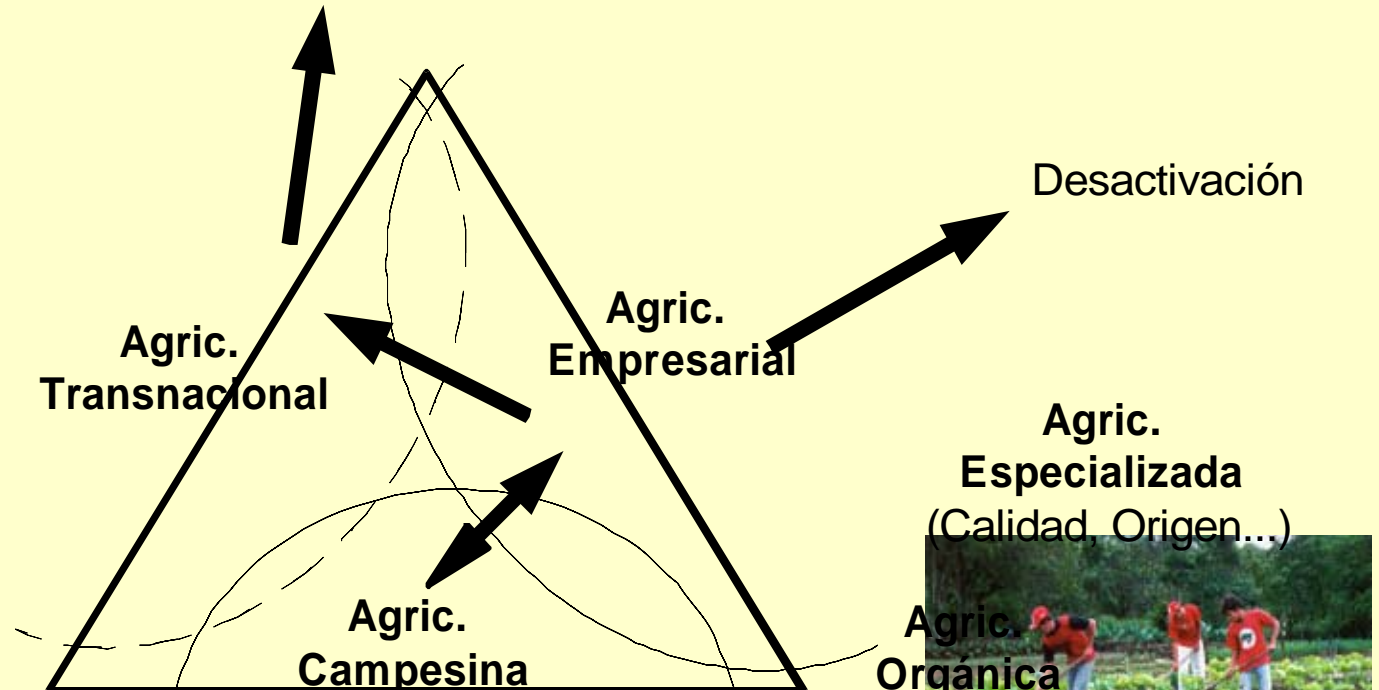 Desactivación
Agric.
Empresarial
Agric.
Transnacional
Agric.
Especializada
(Calidad, Origen...)
Agric.
Campesina
Agric.
Orgánica